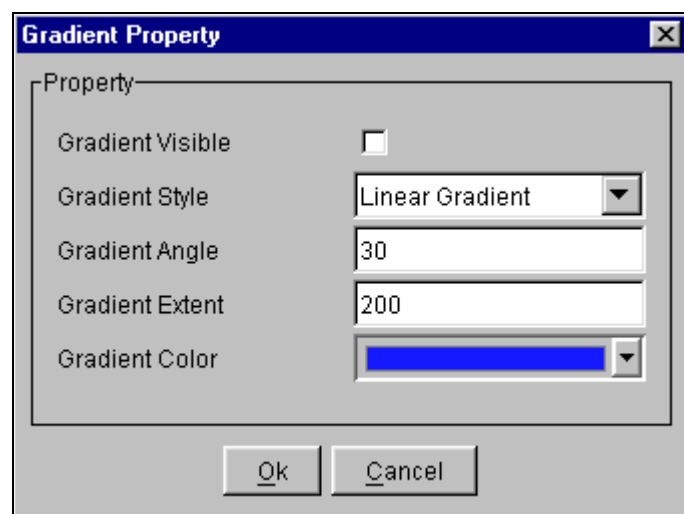 Gradient Property
Property
Gradient Visible
Gradient Style Linear Gradient
Gradient Angle 30
Gradient Extent 200
Gradient Color
Ok Cancel